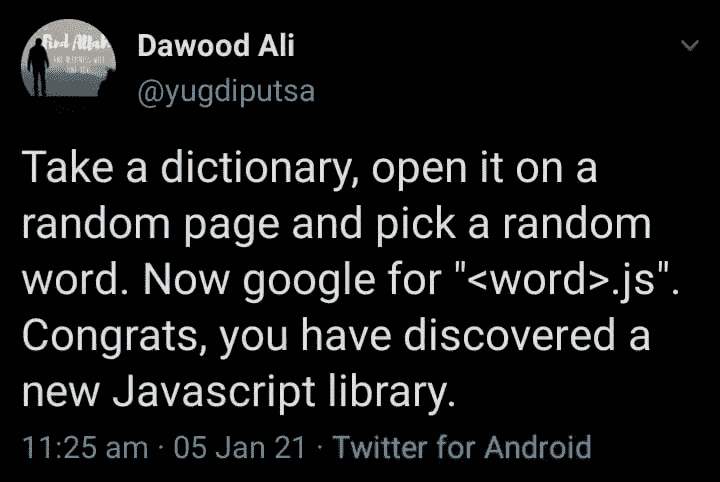 Find Allah
Dawood Ali
@yugdiputsa
Take a dictionary, open it on a
random page and pick a random
word. Now google for "<word>.js".
Congrats, you have discovered a
new Javascript library.
11:25 am · 05 Jan 21 · Twitter for Android